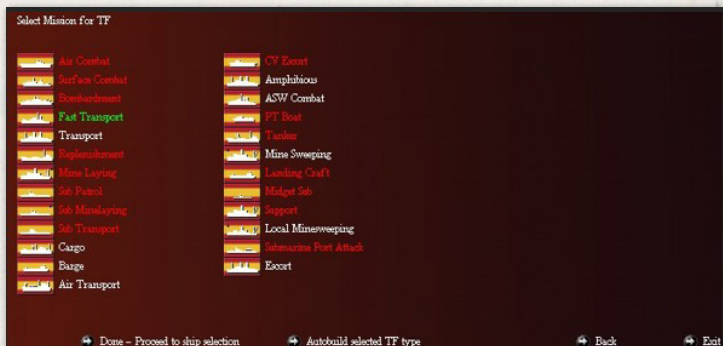 Select Mission for TF
Air Combat
Surface Combat
Bombardment
Fast Transport
Transport
Replenishment
Mine Laying
Sub Patrol
Sub Minelaying
Sub Transport
Cargo
Barge
Air Transport
CV Escort
Amphibious
ASW Combat
PT Boat
Tanker
Mine Sweeping
Landing Craft
Midget Sub
Support
Local Minesweeping
Submarine Port Attack
Escort
Done - Proceed to ship selection
Autobuild selected TF type
Back
Exit